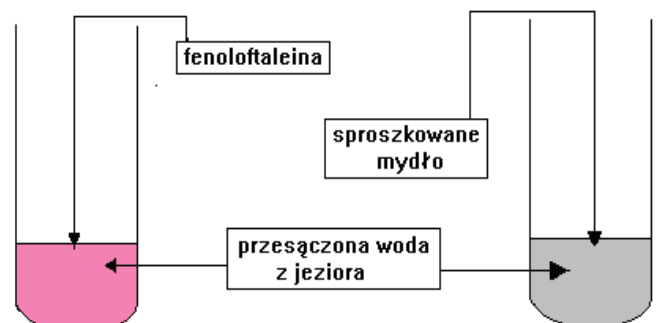 fenoloftaleina
sproszkowane
mydło
przesączona woda
z jeziora